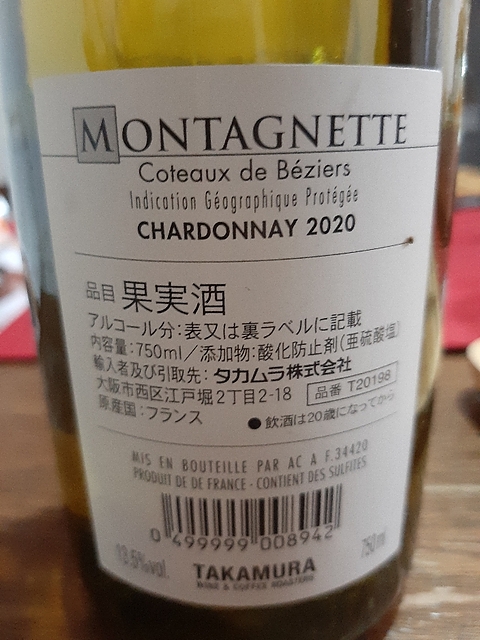 MONTAGNETTE
Coteaux de Béziers
Indication Géographique Protégée
CHARDONNAY 2020
品目 果実酒
アルコール分:表又は裏ラベルに記載
内容量:750ml/添加物:酸化防止剤(亜硫酸塩)
輸入者及び引取先:タカムラ株式会社
大阪市西区江戸堀2丁目2-18 品番 T20198
原産国:フランス ●飲酒は20歳になってから
MIS EN BOUTEILLE PAR AC A F.34420
PRODUIT DE DE FRANCE - CONTIENT DES SULFITES
0 499999 008942
13.5%vol. 750ml
TAKAMURA
WINE & COFFEE ROASTERS